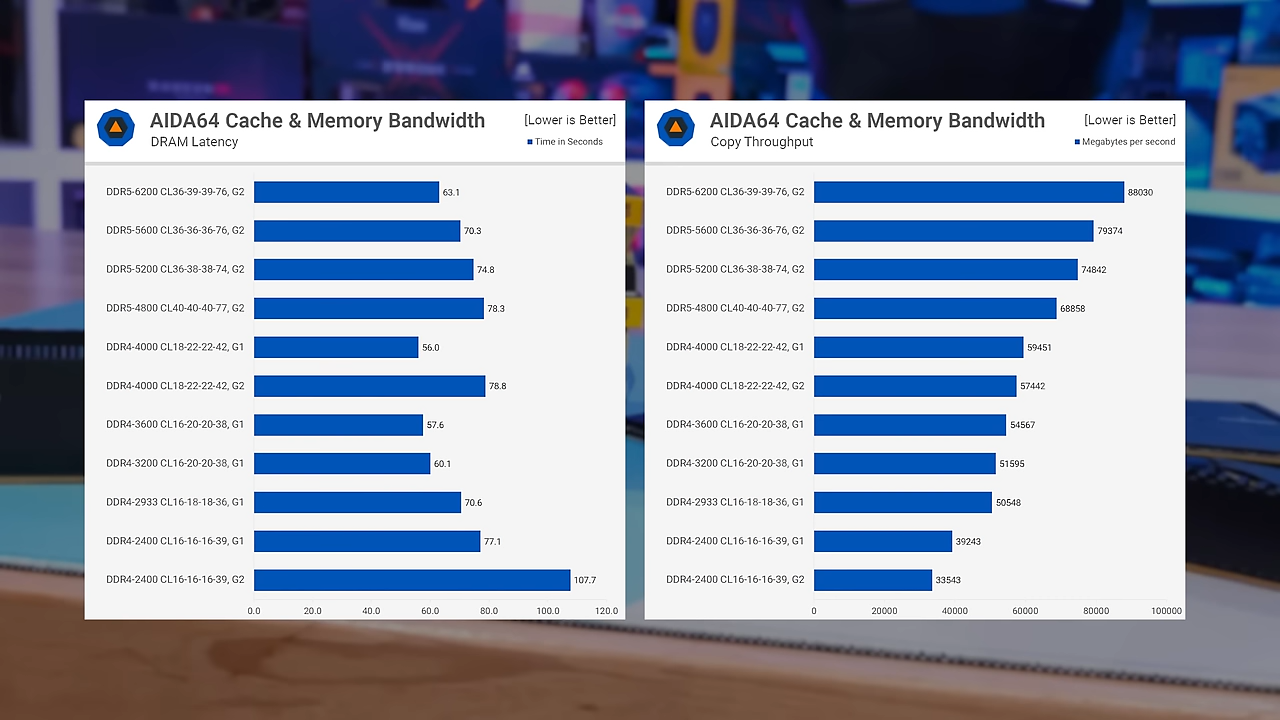 AIDA64 Cache & Memory Bandwidth
[Lower is Better]
DRAM Latency
Time in Seconds
DDR5-6200 CL36-39-39-76, G2 63.1
DDR5-5600 CL36-36-36-76, G2 70.3
DDR5-5200 CL36-38-38-74, G2 74.8
DDR5-4800 CL40-40-40-77, G2 78.3
DDR4-4000 CL18-22-22-42, G1 56.0
DDR4-4000 CL18-22-22-42, G2 78.8
DDR4-3600 CL16-20-20-38, G1 57.6
DDR4-3200 CL16-20-20-38, G1 60.1
DDR4-2933 CL16-18-18-36, G1 70.6
DDR4-2400 CL16-16-16-39, G1 77.1
DDR4-2400 CL16-16-16-39, G2 107.7
0.0 20.0 40.0 60.0 80.0 100.0 120.0
AIDA64 Cache & Memory Bandwidth
[Lower is Better]
Copy Throughput
Megabytes per second
DDR5-6200 CL36-39-39-76, G2 88030
DDR5-5600 CL36-36-36-76, G2 79374
DDR5-5200 CL36-38-38-74, G2 74842
DDR5-4800 CL40-40-40-77, G2 68858
DDR4-4000 CL18-22-22-42, G1 59451
DDR4-4000 CL18-22-22-42, G2 57442
DDR4-3600 CL16-20-20-38, G1 54567
DDR4-3200 CL16-20-20-38, G1 51595
DDR4-2933 CL16-18-18-36, G1 50548
DDR4-2400 CL16-16-16-39, G1 39243
DDR4-2400 CL16-16-16-39, G2 33543
0 20000 40000 60000 80000 100000